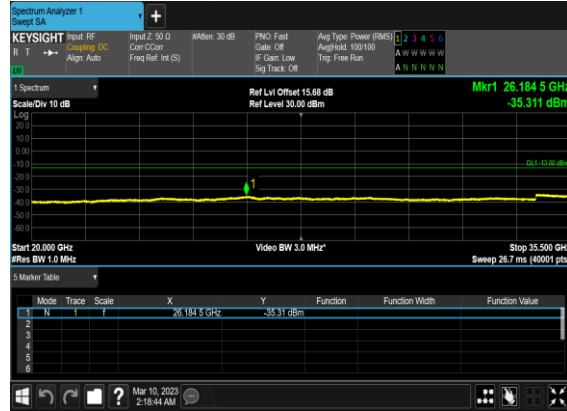 Spectrum Analyzer 1
Swept SA
+
KEYSIGHT Input: RF Input Z: 50 Ω #Atten: 30 dB PNO: Fast Avg Type: Power (RMS) 1 2 3 4 5 6
R T Coupling: DC Corr CCorr Gate: Off Avg|Hold: 100/100 A W W W W W
Align: Auto Freq Ref: Int (S) IF Gain: Low Trig: Free Run
Sig Track: Off A N N N N N
1 Spectrum Ref Lvl Offset 15.68 dB Mkr1 26.184 5 GHz
Scale/Div 10 dB Ref Level 30.00 dBm -35.311 dBm
Log
20.0
10.0
0.00
-10.0 DL1 -13.00 dBm
-20.0
-30.0 1
-40.0
-50.0
-60.0
Start 20.000 GHz Video BW 3.0 MHz* Stop 35.500 GHz
#Res BW 1.0 MHz Sweep 26.7 ms (40001 pts)
5 Marker Table
Mode Trace Scale X Y Function Function Width Function Value
1 N 1 f 26.184 5 GHz -35.31 dBm
2
3
4
5
6
? Mar 10, 2023
2:18:44 AM